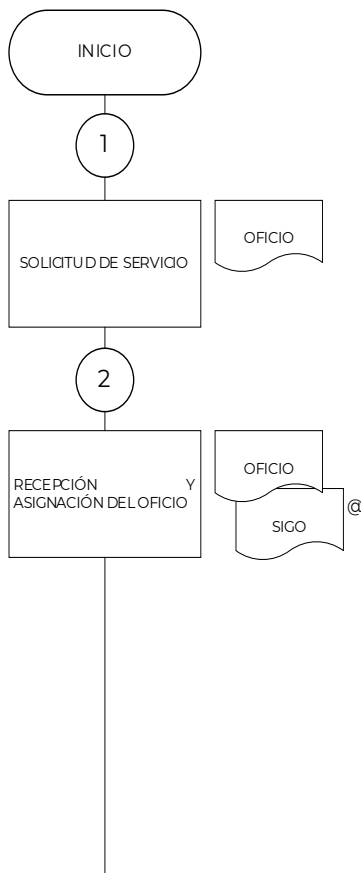 INICIO
1
SOLICITUD DE SERVICIO
OFICIO
2
RECEPCIÓN Y
ASIGNACIÓN DEL OFICIO
OFICIO
SIGO
@